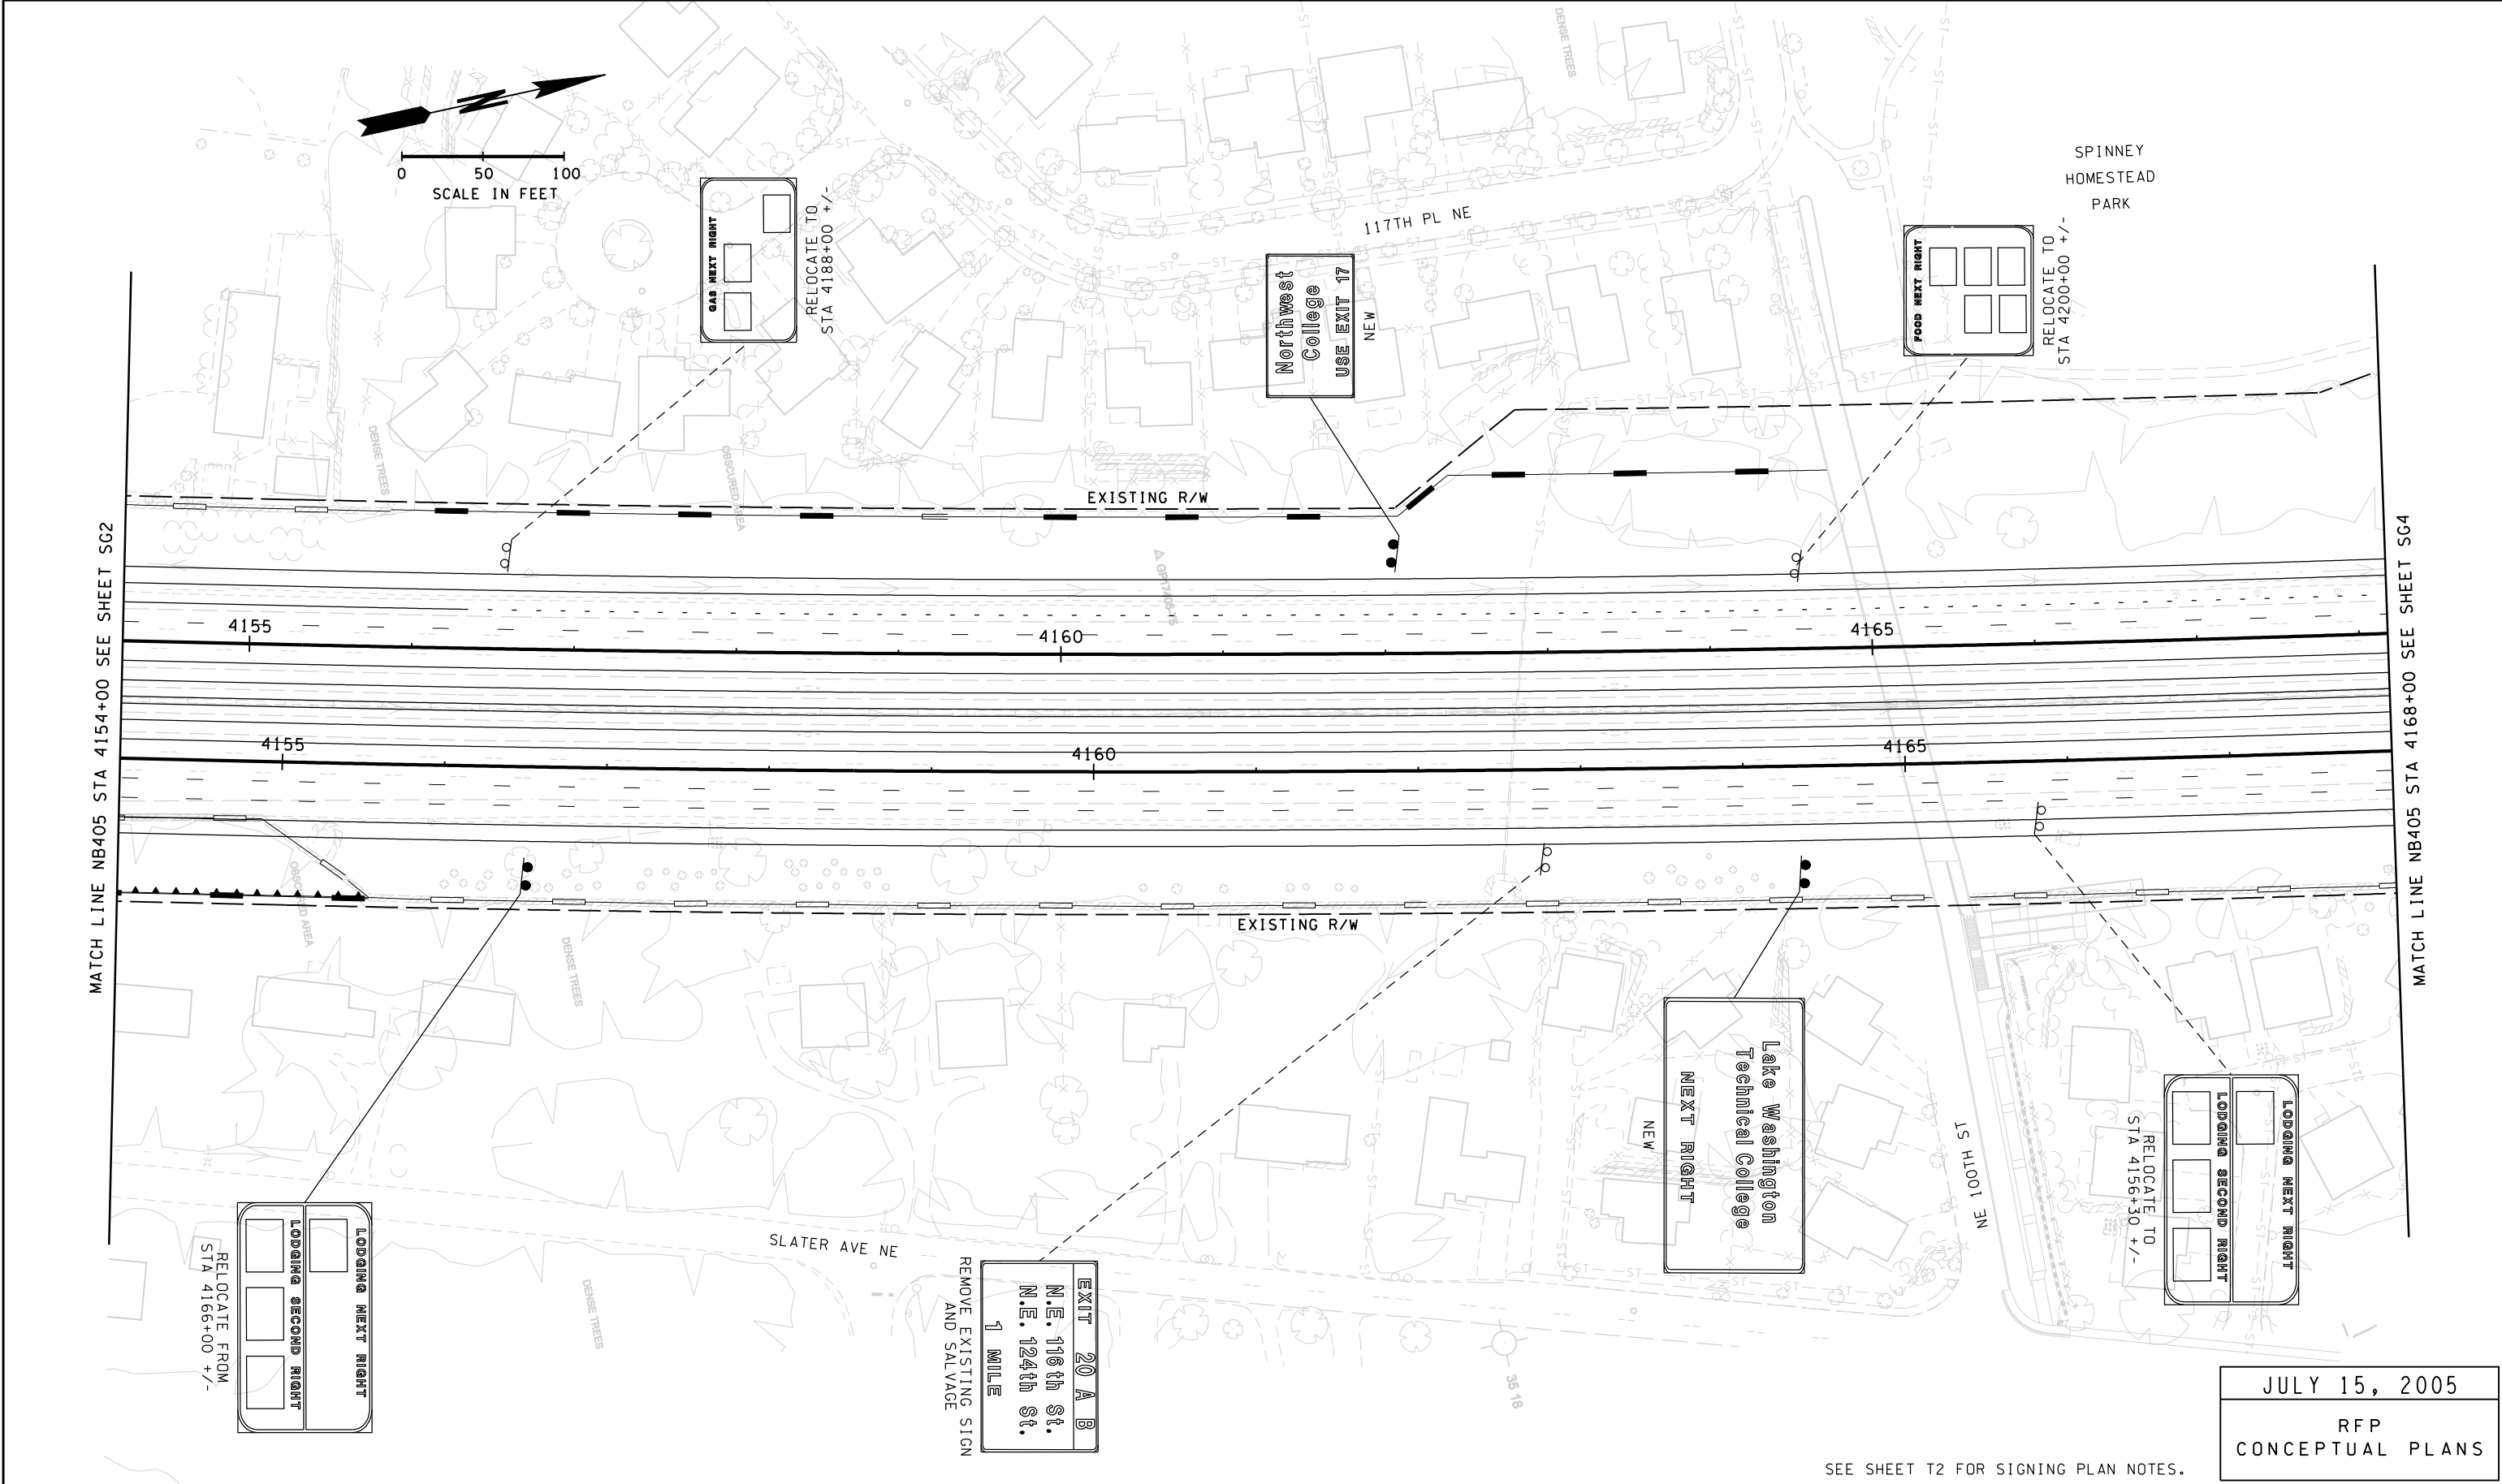 DENSE TREES
0 50 100
SCALE IN FEET
SPINNEY
HOMESTEAD
PARK
GAS NEXT RIGHT
RELOCATE TO
STA 4188+00 +/-
117TH PL NE
Northwest
College
USE EXIT 17
NEW
FOOD NEXT RIGHT
RELOCATE TO
STA 4200+00 +/-
DENSE TREES
OBSCURED AREA
EXISTING R/W
MATCH LINE NB405 STA 4154+00 SEE SHEET SG2
MATCH LINE NB405 STA 4168+00 SEE SHEET SG4
4155
4160
4165
4155
4160
4165
OBSCURED AREA
EXISTING R/W
DENSE TREES
SLATER AVE NE
NE 100TH ST
Lake Washington
Technical College
NEXT RIGHT
NEW
LODGING NEXT RIGHT
LODGING SECOND RIGHT
RELOCATE TO
STA 4156+30 +/-
LODGING NEXT RIGHT
LODGING SECOND RIGHT
RELOCATE FROM
STA 4166+00 +/-
EXIT 20 A B
N.E. 116th St.
N.E. 124th St.
1 MILE
REMOVE EXISTING SIGN
AND SALVAGE
DENSE TREES
35 18
JULY 15, 2005
RFP
CONCEPTUAL PLANS
SEE SHEET T2 FOR SIGNING PLAN NOTES.